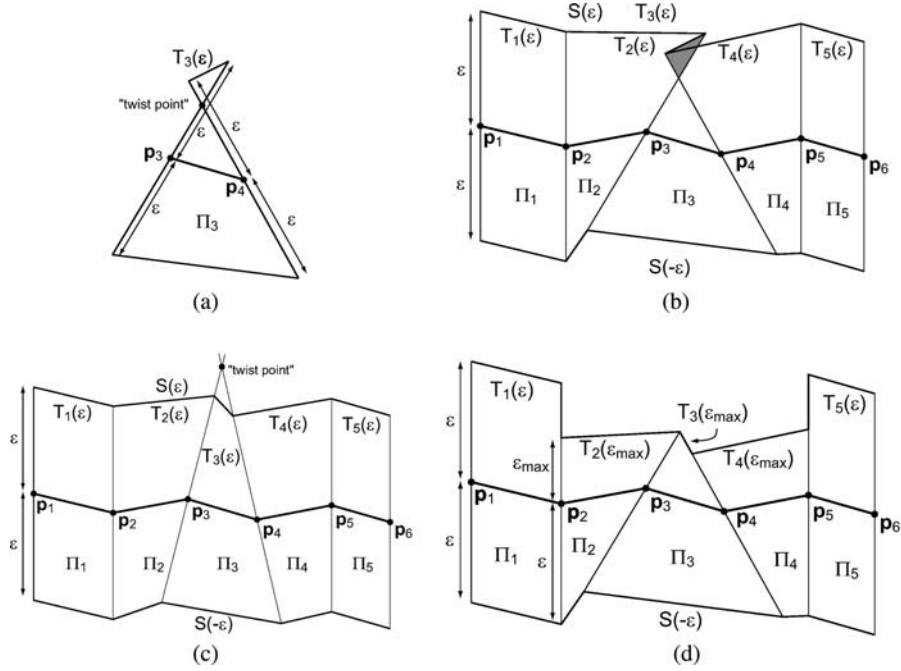 T₃(ε)
"twist point"
ε ε
p₃
p₄
ε ε
Π₃
(a)
S(ε) T₃(ε)
T₁(ε) T₂(ε) T₄(ε) T₅(ε)
ε
p₁ p₂ p₃ p₄ p₅ p₆
ε
Π₁ Π₂ Π₃ Π₄ Π₅
S(-ε)
(b)
"twist point"
S(ε)
T₁(ε) T₂(ε) T₄(ε) T₅(ε)
ε
T₃(ε)
p₁ p₂ p₃ p₄ p₅ p₆
ε
Π₁ Π₂ Π₃ Π₄ Π₅
S(-ε)
(c)
T₁(ε) T₃(εmax) T₅(ε)
ε
εmax T₂(εmax) T₄(εmax)
p₁ p₂ p₃ p₄ p₅ p₆
ε ε
Π₁ Π₂ Π₃ Π₄ Π₅
S(-ε)
(d)